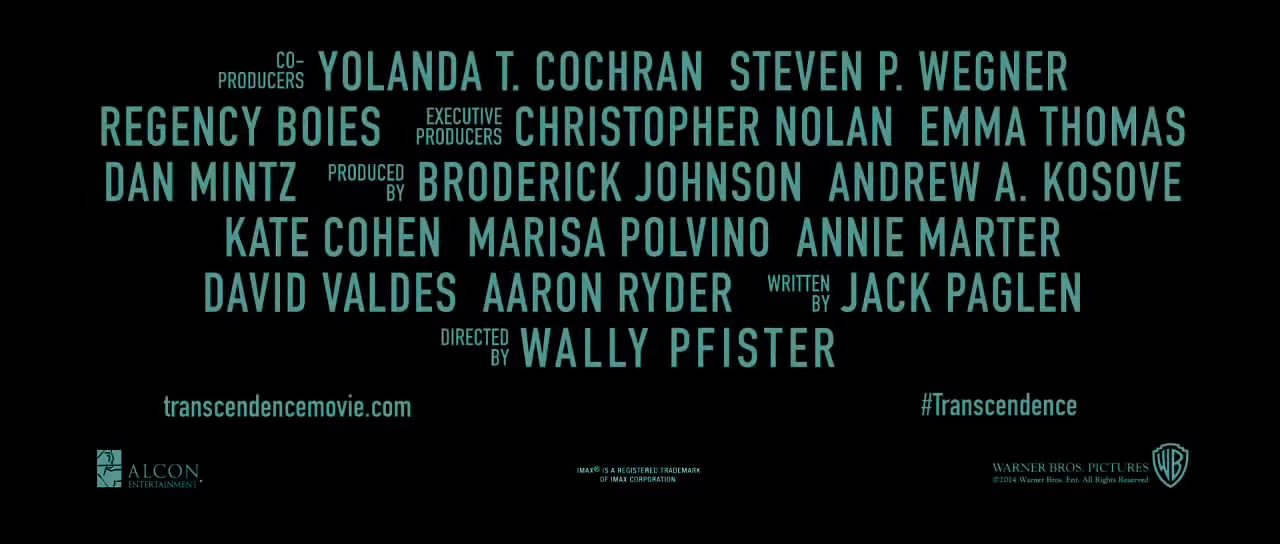 CO-PRODUCERS YOLANDA T. COCHRAN STEVEN P. WEGNER
REGENCY BOIES EXECUTIVE PRODUCERS CHRISTOPHER NOLAN EMMA THOMAS
DAN MINTZ PRODUCED BY BRODERICK JOHNSON ANDREW A. KOSOVE
KATE COHEN MARISA POLVINO ANNIE MARTER
DAVID VALDES AARON RYDER WRITTEN BY JACK PAGLEN
DIRECTED BY WALLY PFISTER
transcendencemovie.com
#Transcendence
ALCON
ENTERTAINMENT
IMAX® IS A REGISTERED TRADEMARK
OF IMAX CORPORATION
WARNER BROS. PICTURES
©2014 Warner Bros. Ent. All Rights Reserved
WB